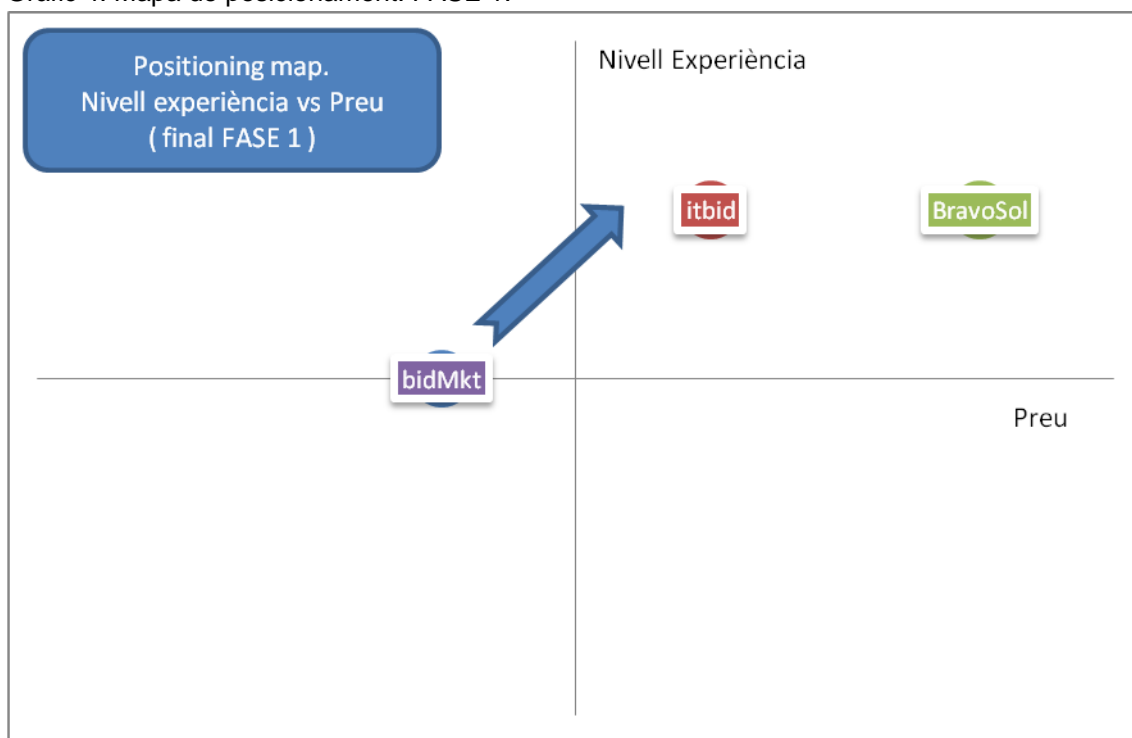 Positioning map.
Nivell experiència vs Preu
( final FASE 1 )
Nivell Experiència
itbid
BravoSol
bidMkt
Preu